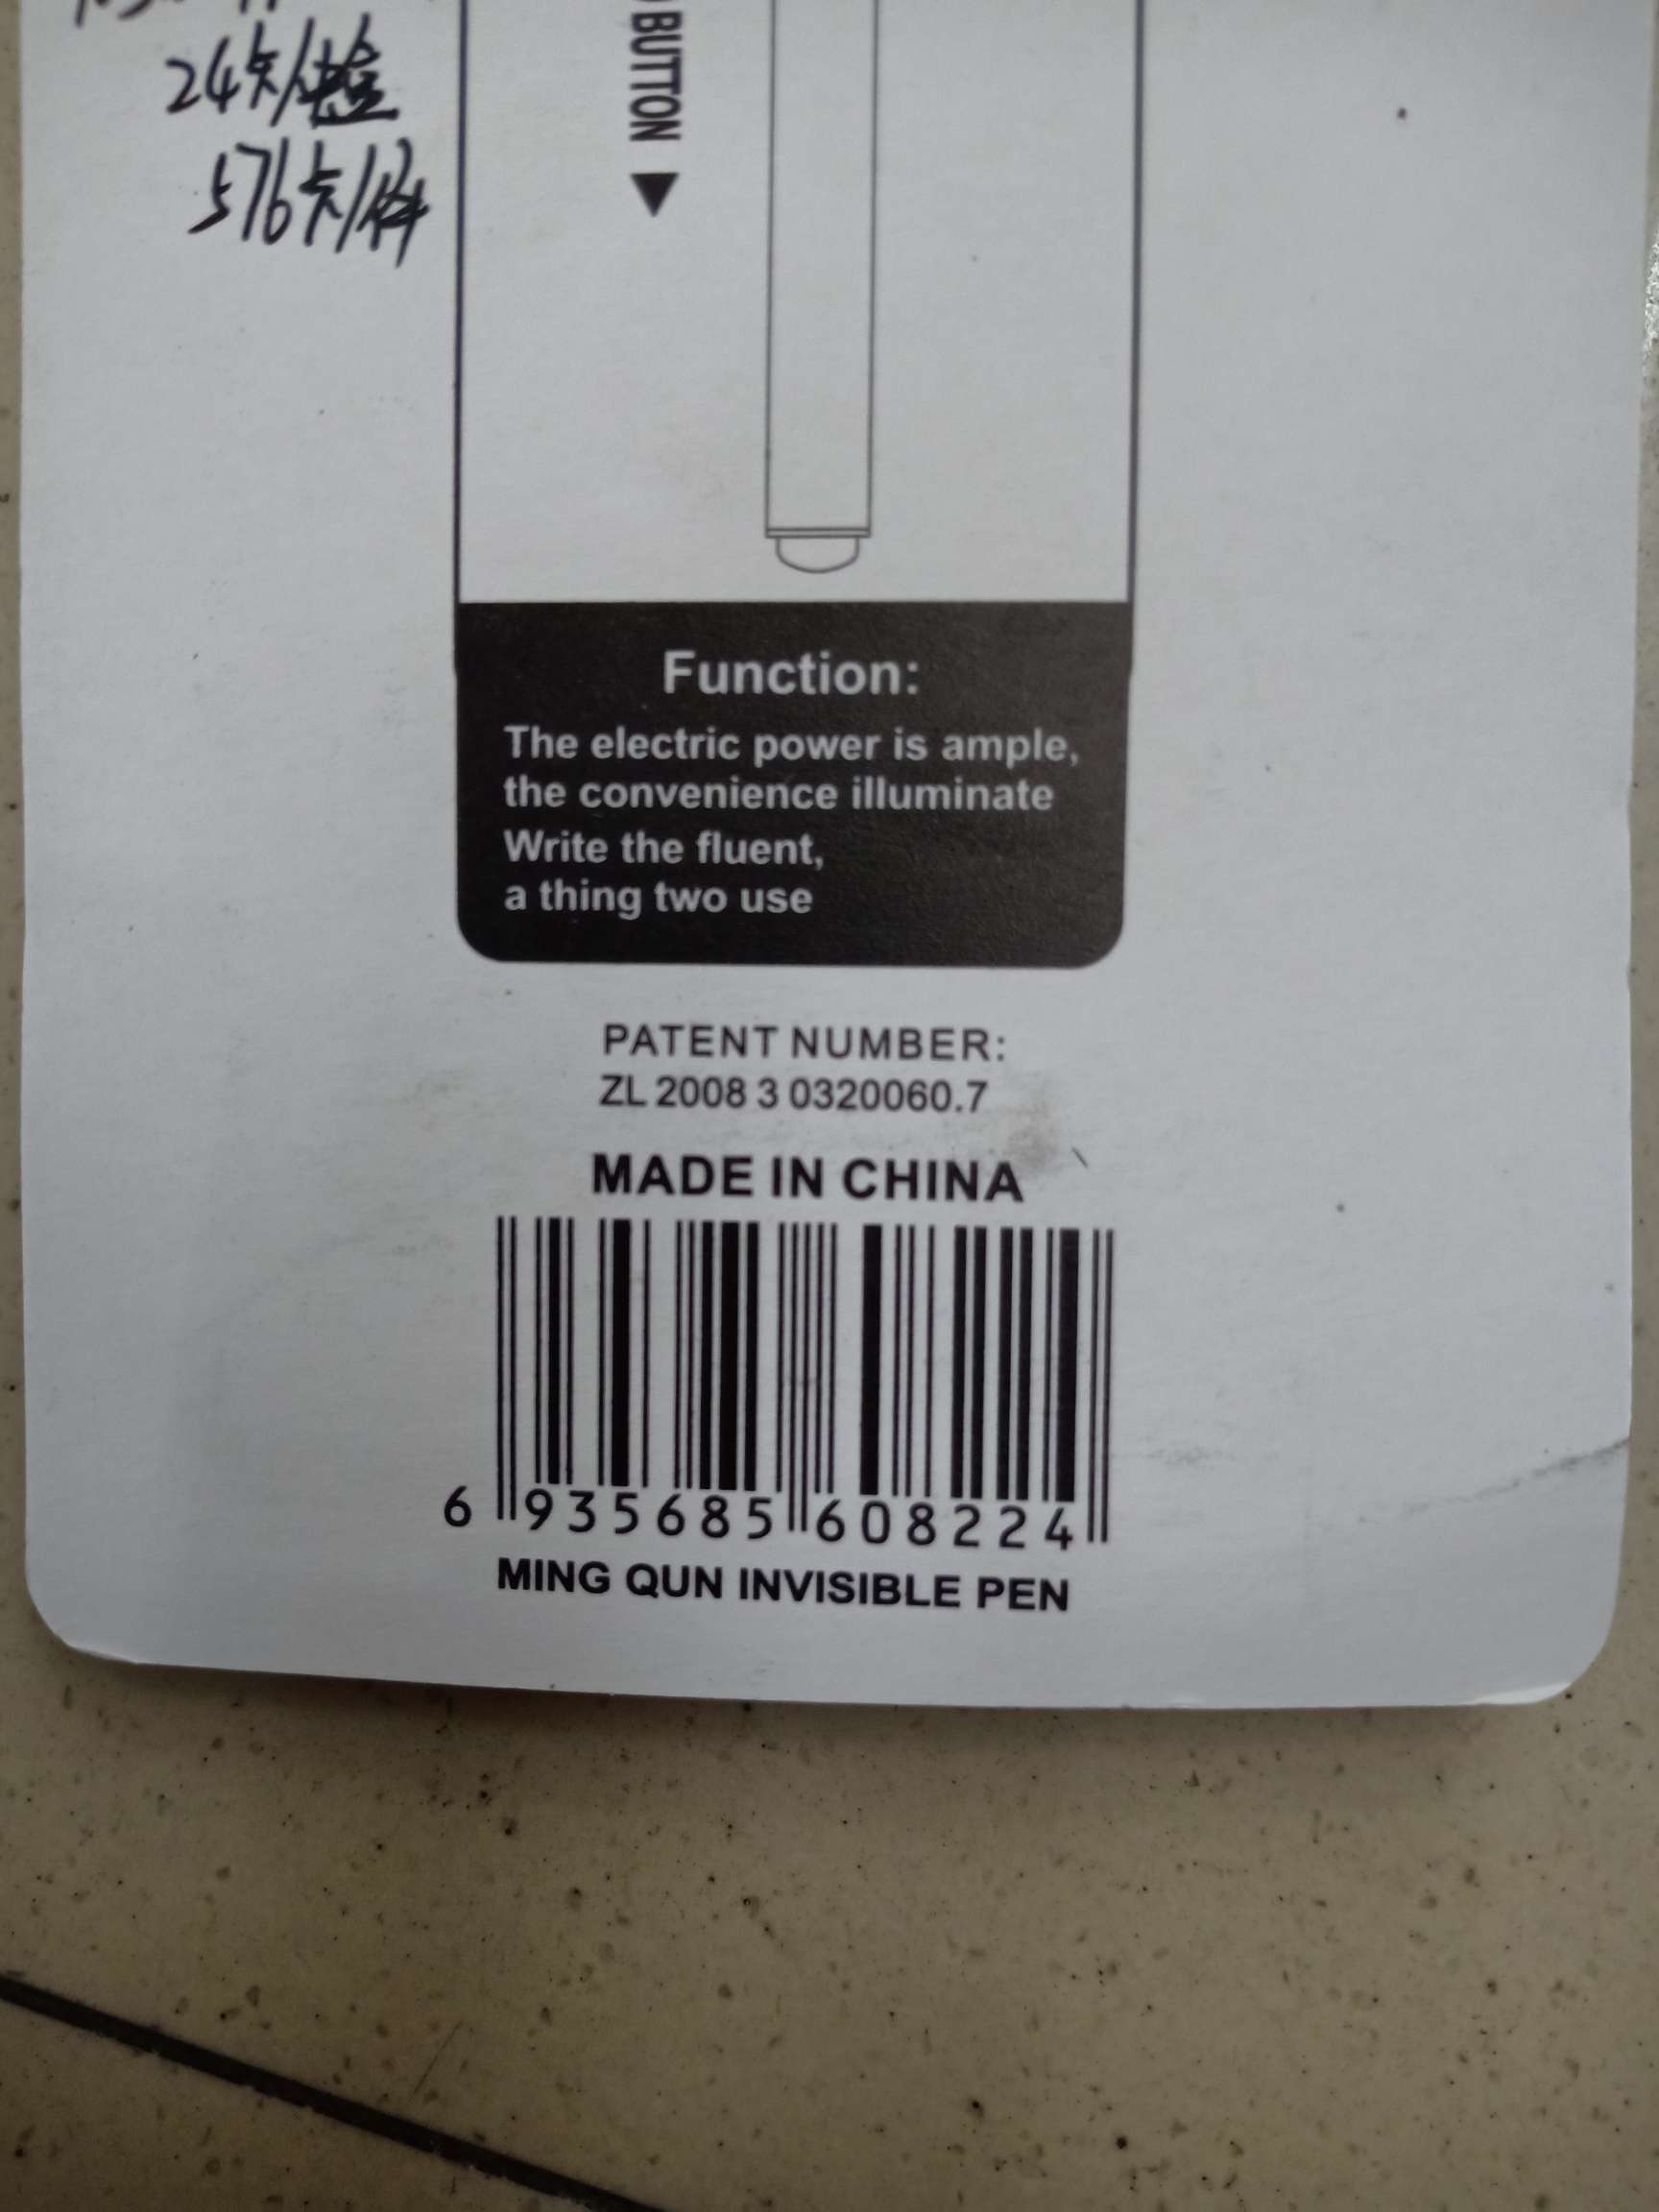 24卡/盒
576卡/件
BUTTON ▶
Function:
The electric power is ample,
the convenience illuminate
Write the fluent,
a thing two use
PATENT NUMBER:
ZL 2008 3 0320060.7
MADE IN CHINA
6 935685 608224
MING QUN INVISIBLE PEN